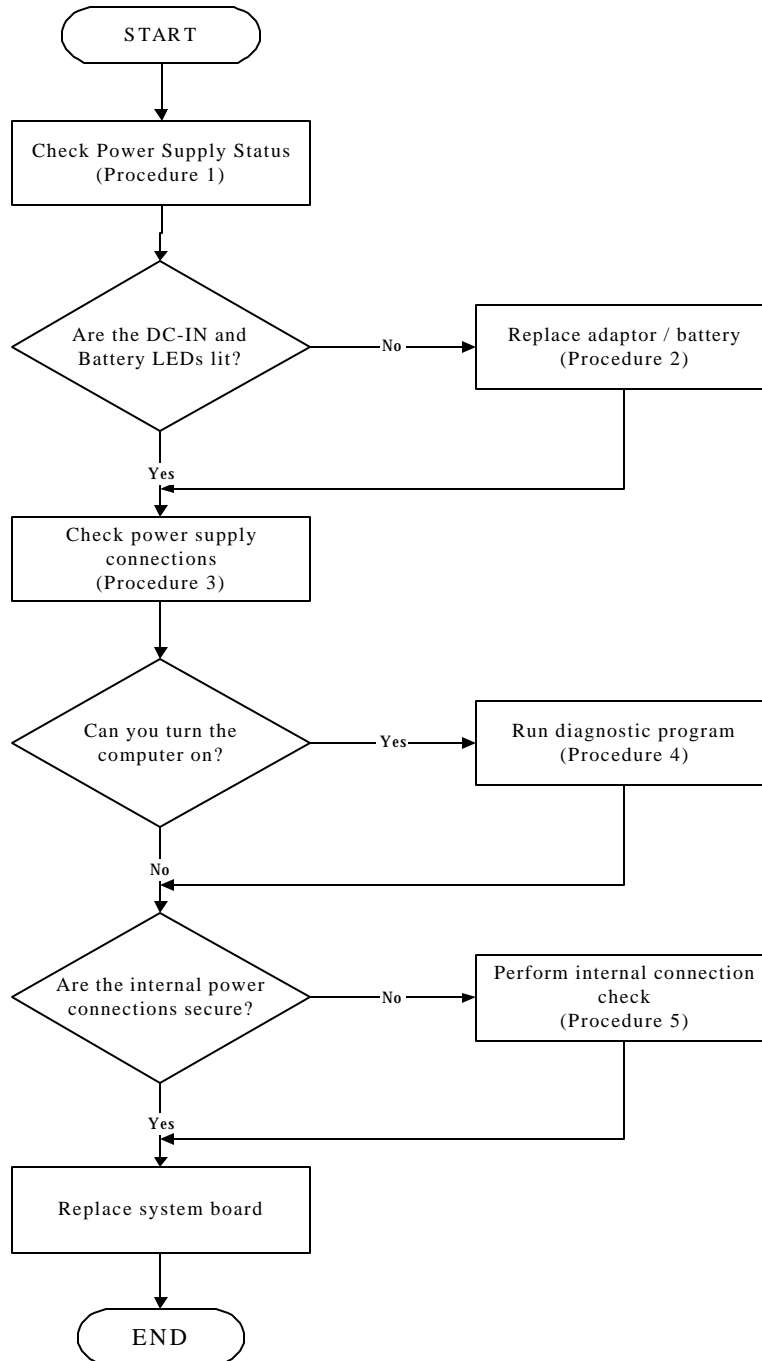 START
Check Power Supply Status
(Procedure 1)
Are the DC-IN and
Battery LEDs lit?
No
Replace adaptor / battery
(Procedure 2)
Yes
Check power supply
connections
(Procedure 3)
Can you turn the
computer on?
Yes
Run diagnostic program
(Procedure 4)
No
Are the internal power
connections secure?
No
Perform internal connection
check
(Procedure 5)
Yes
Replace system board
END